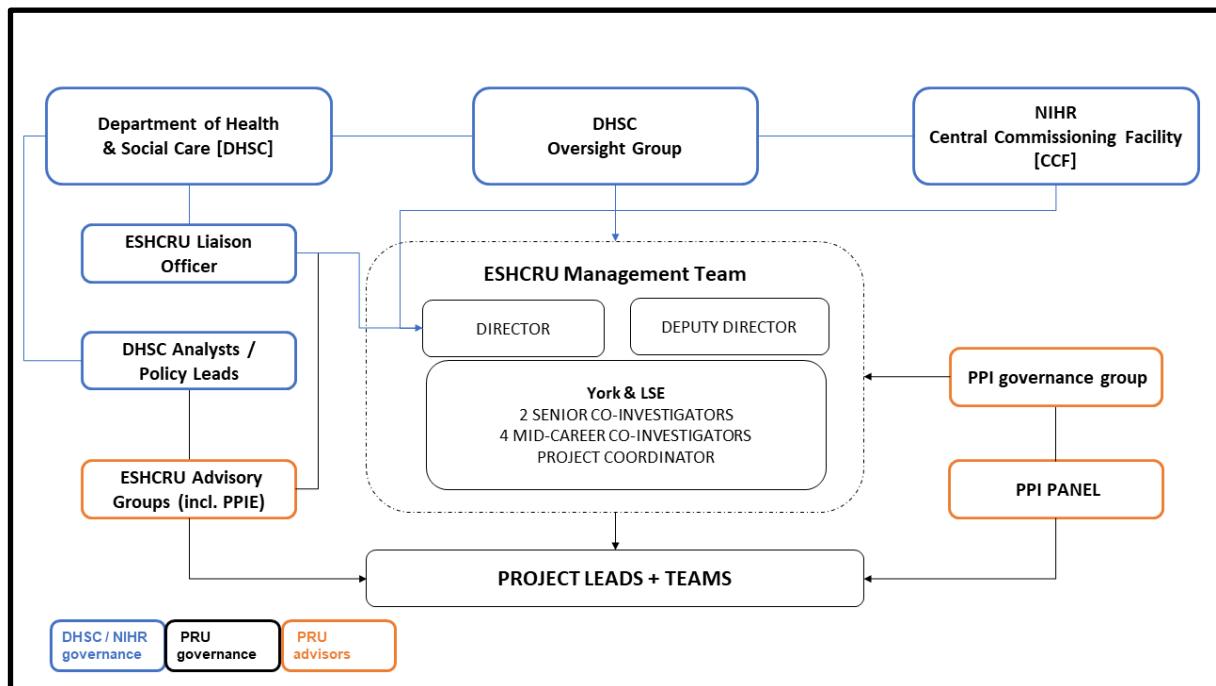 Department of Health
& Social Care [DHSC]
DHSC
Oversight Group
NIHR
Central Commissioning Facility
[CCF]
ESHCRU Liaison
Officer
ESHCRU Management Team
DIRECTOR
DEPUTY DIRECTOR
DHSC Analysts /
Policy Leads
York & LSE
2 SENIOR CO-INVESTIGATORS
4 MID-CAREER CO-INVESTIGATORS
PROJECT COORDINATOR
PPI governance group
ESHCRU Advisory
Groups (incl. PPIE)
PPI PANEL
PROJECT LEADS + TEAMS
DHSC / NIHR
governance
PRU
governance
PRU
advisors